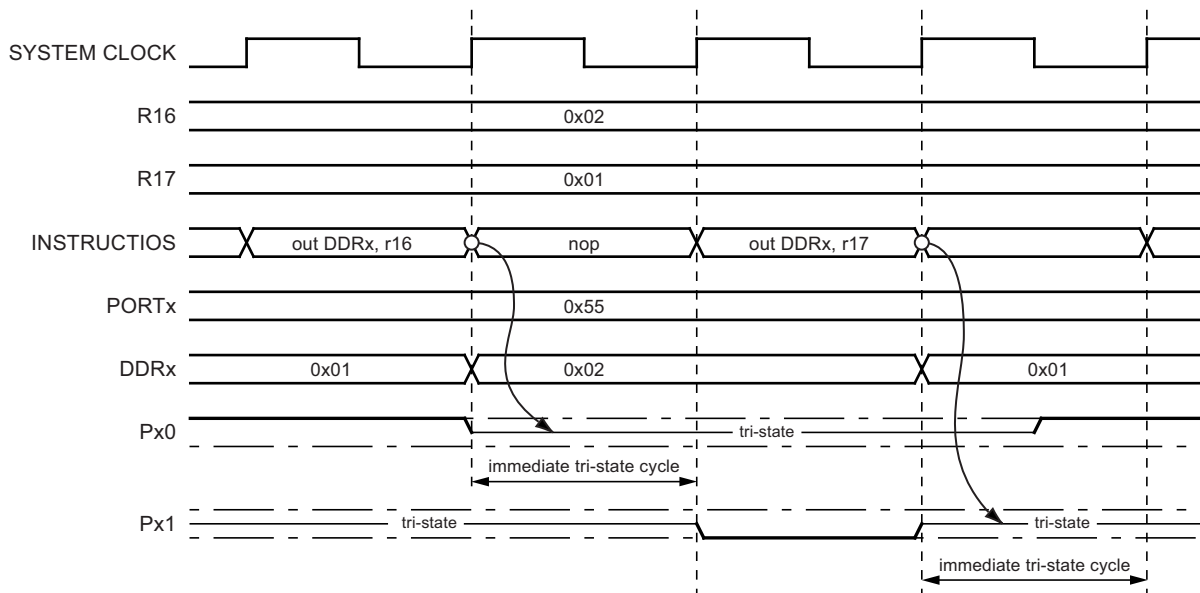 SYSTEM CLOCK
R16
0x02
R17
0x01
INSTRUCTIOS
out DDRx, r16
nop
out DDRx, r17
PORTx
0x55
DDRx
0x01
0x02
0x01
Px0
tri-state
immediate tri-state cycle
Px1
tri-state
tri-state
immediate tri-state cycle